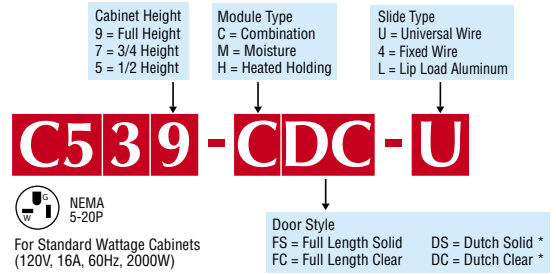 Cabinet Height
9 = Full Height
7 = 3/4 Height
5 = 1/2 Height
Module Type
C = Combination
M = Moisture
H = Heated Holding
Slide Type
U = Universal Wire
4 = Fixed Wire
L = Lip Load Aluminum
C539-CDC-U
G
W
NEMA
5-20P
For Standard Wattage Cabinets
(120V, 16A, 60Hz, 2000W)
Door Style
FS = Full Length Solid DS = Dutch Solid *
FC = Full Length Clear DC = Dutch Clear *